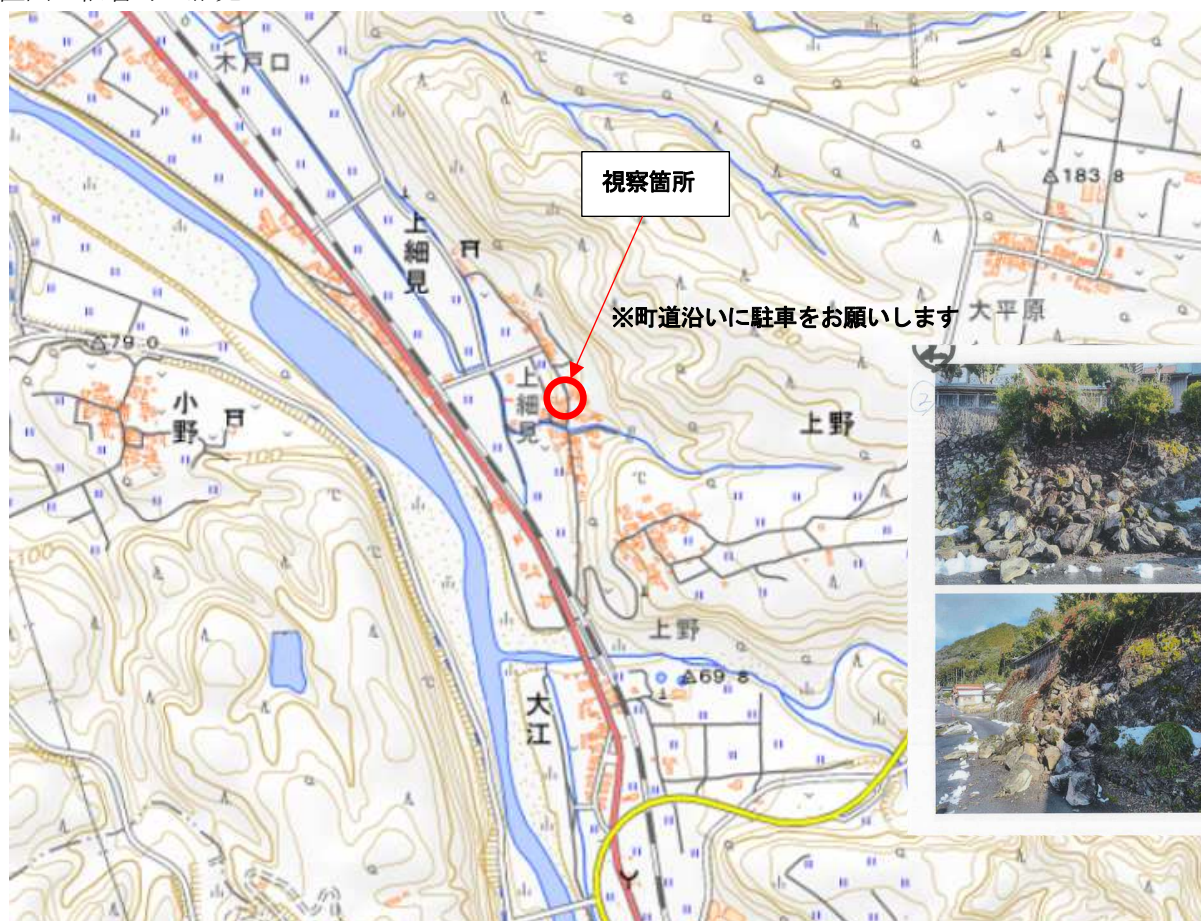 木戸口
視察箇所
183.8
上細見
※町道沿いに駐車をお願いします
大平原
79.0
小野
上細見
上野
100
100
上野
69.8
大江